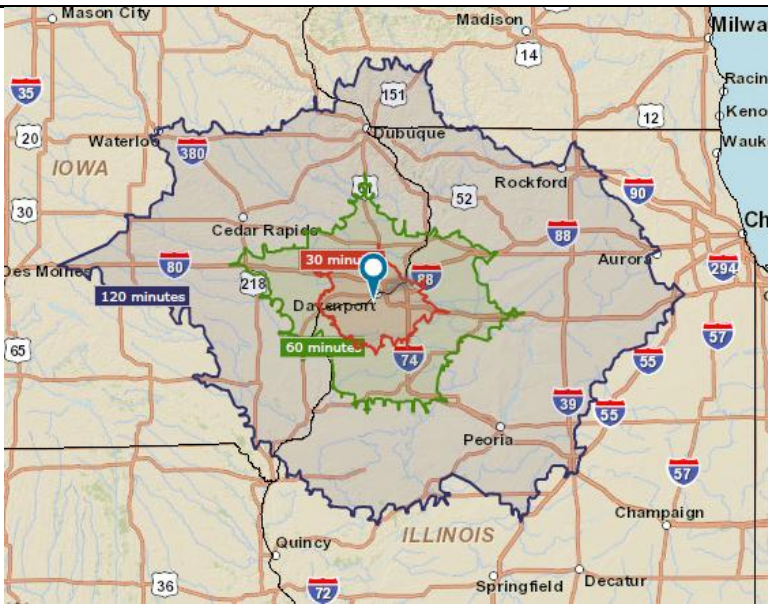 Mason City
Madison
Milwa
14
35
151
Racin
Keno
12
20
Waterloo
Dubuque
Wauk
380
IOWA
Rockford
52
90
30
61
Cedar Rapids
88
Ch
30 minutes
Aurora
Des Moines
80
88
294
218
120 minutes
Davenport
57
60 minutes
65
74
55
39
55
Peoria
57
Champaign
ILLINOIS
Quincy
36
72
Springfield
Decatur